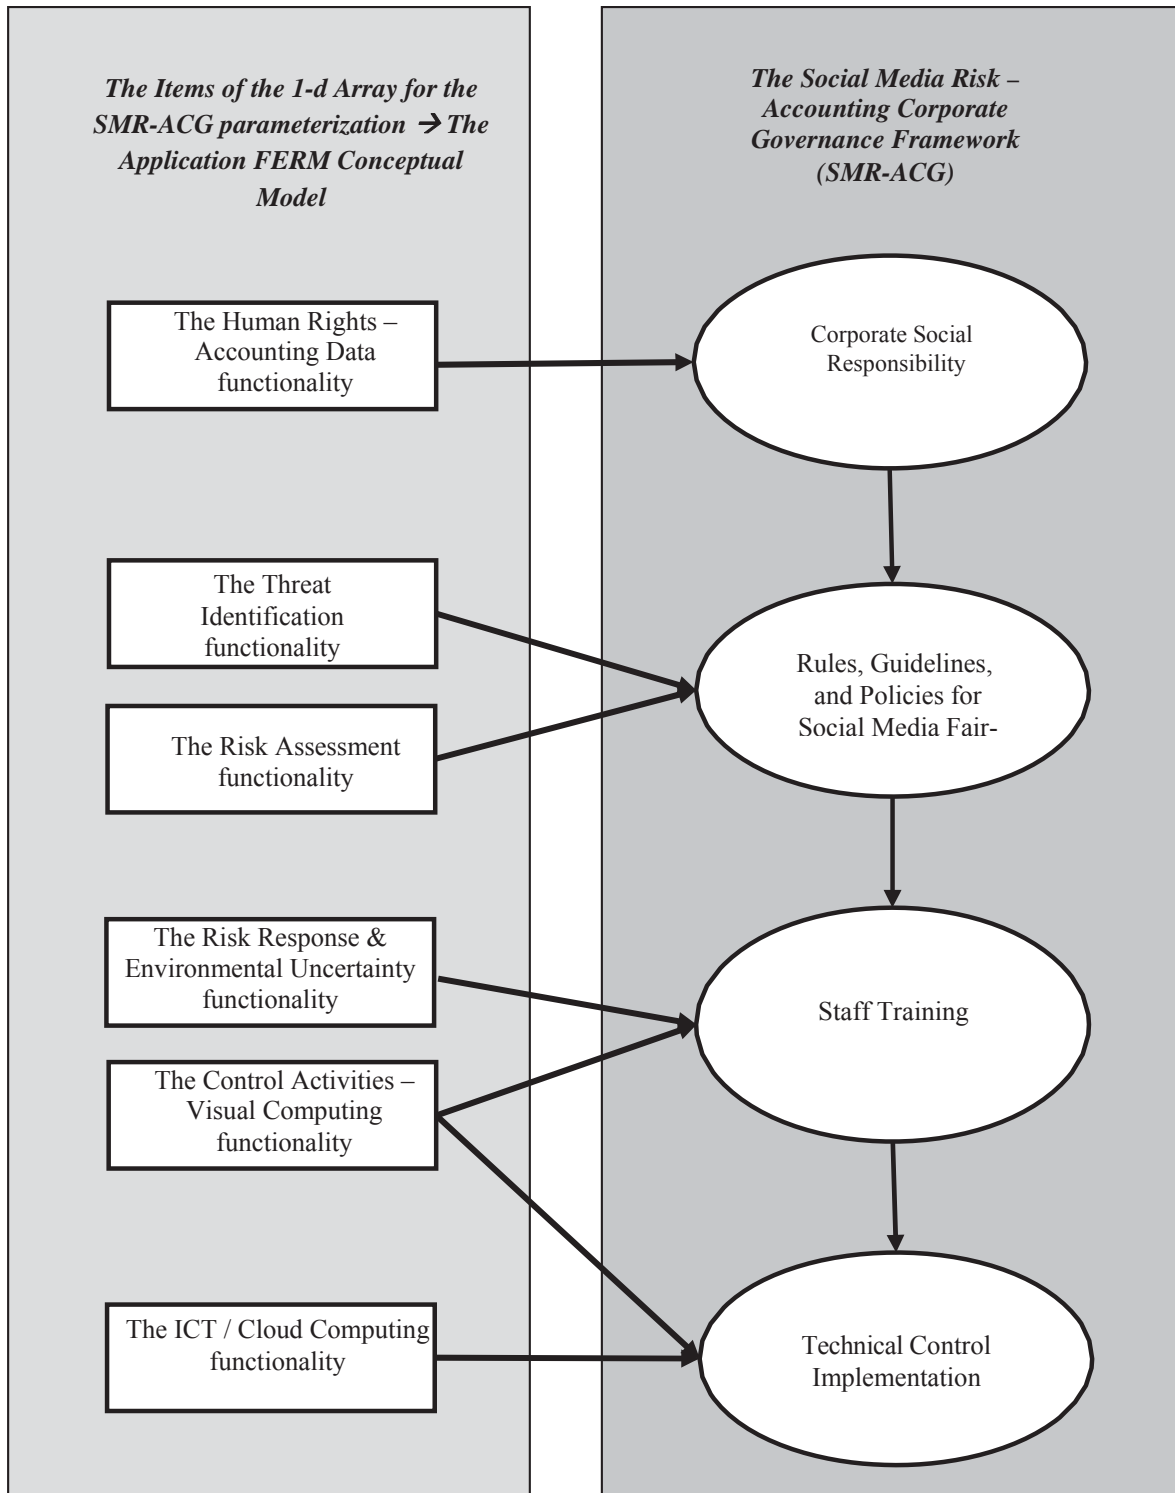 The Items of the 1-d Array for the
SMR-ACG parameterization → The
Application FERM Conceptual
Model
The Social Media Risk –
Accounting Corporate
Governance Framework
(SMR-ACG)
The Human Rights –
Accounting Data
functionality
Corporate Social
Responsibility
The Threat
Identification
functionality
The Risk Assessment
functionality
Rules, Guidelines,
and Policies for
Social Media Fair-
The Risk Response &
Environmental Uncertainty
functionality
The Control Activities –
Visual Computing
functionality
Staff Training
The ICT / Cloud Computing
functionality
Technical Control
Implementation